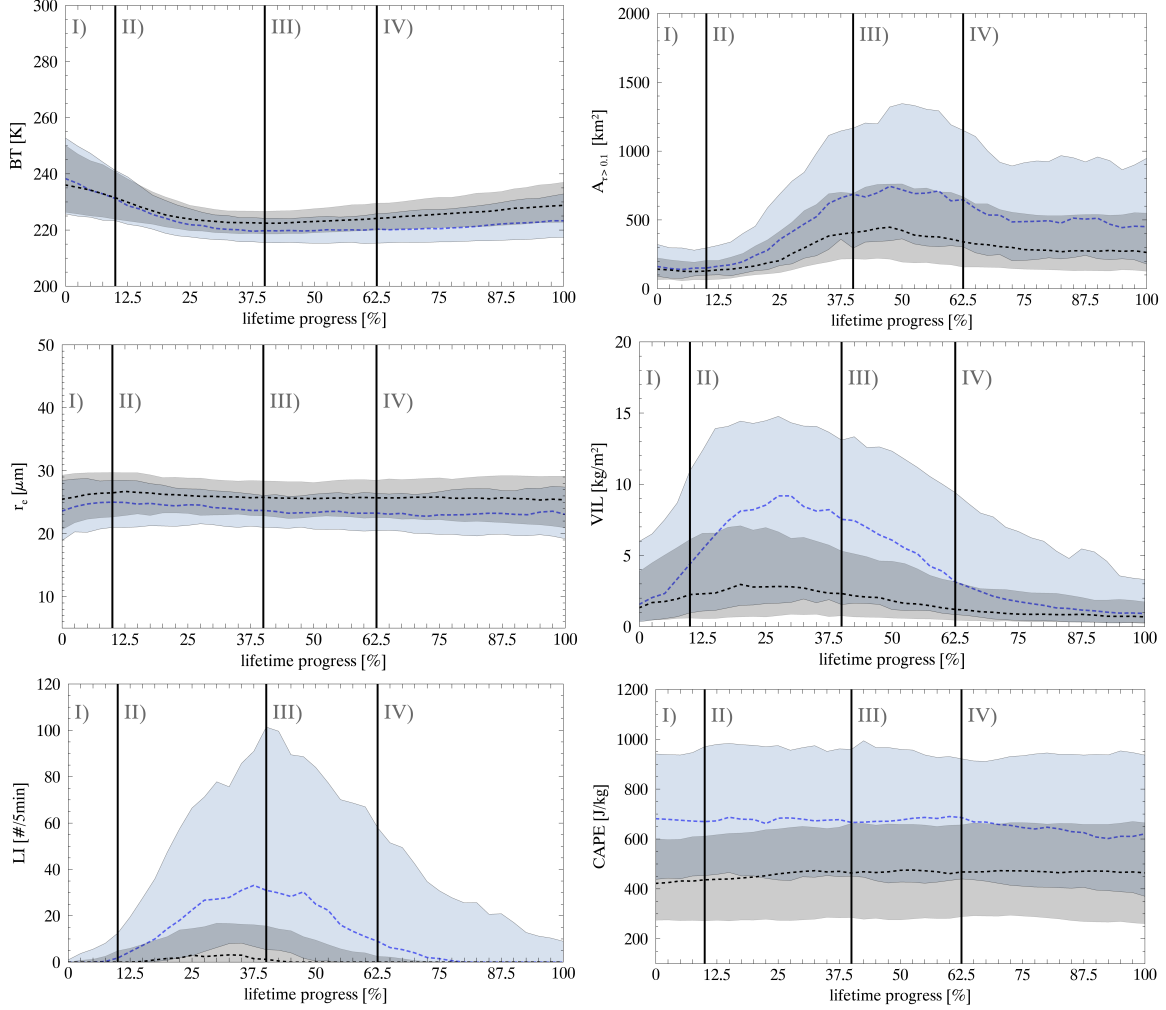 300
280
260
240
220
200
BT [K]
I) II) III) IV)
0 12.5 25 37.5 50 62.5 75 87.5 100
lifetime progress [%]
2000
1500
1000
500
0
A r> 0.1 [km²]
I) II) III) IV)
0 12.5 25 37.5 50 62.5 75 87.5 100
lifetime progress [%]
50
40
30
20
10
r e [μm]
I) II) III) IV)
0 12.5 25 37.5 50 62.5 75 87.5 100
lifetime progress [%]
20
15
10
5
0
VIL [kg/m²]
I) II) III) IV)
0 12.5 25 37.5 50 62.5 75 87.5 100
lifetime progress [%]
120
100
80
60
40
20
0
LI [#/5min]
I) II) III) IV)
0 12.5 25 37.5 50 62.5 75 87.5 100
lifetime progress [%]
1200
1000
800
600
400
200
CAPE [J/kg]
I) II) III) IV)
0 12.5 25 37.5 50 62.5 75 87.5 100
lifetime progress [%]